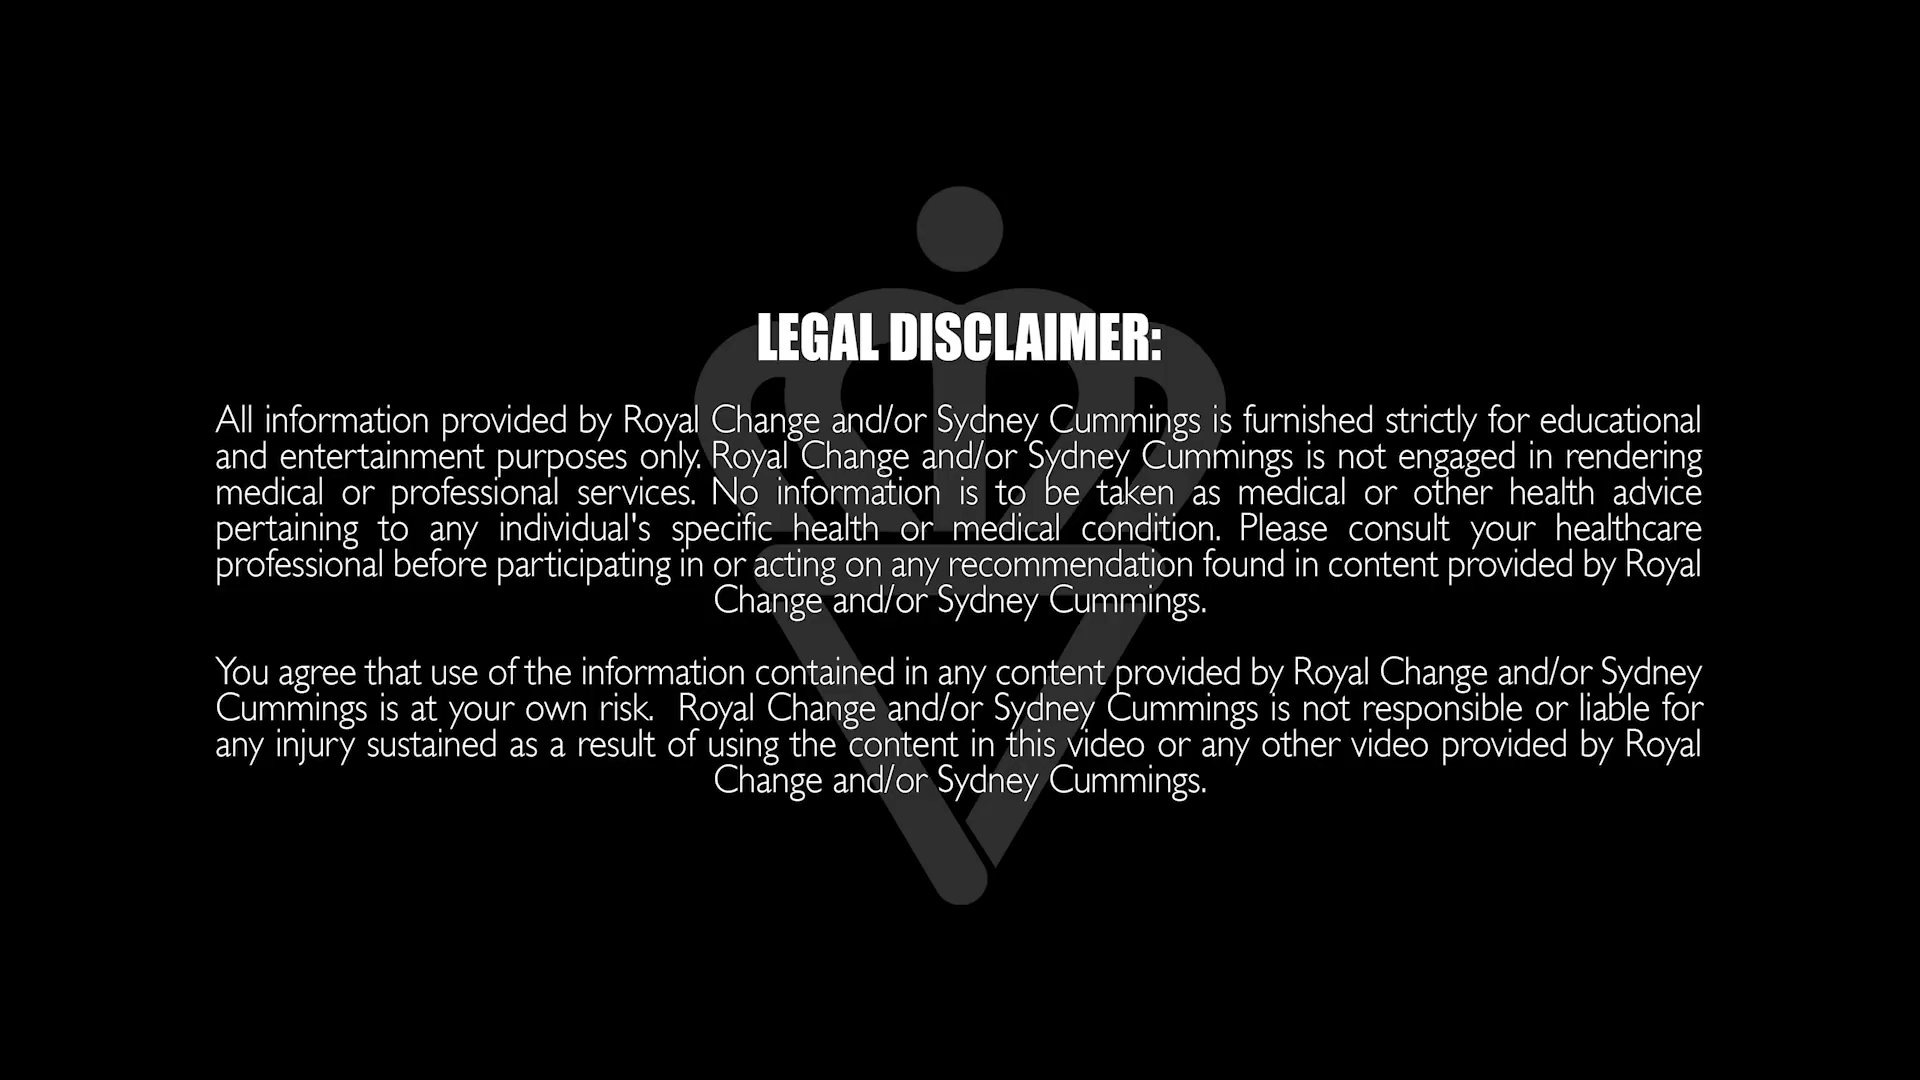 LEGAL DISCLAIMER:
All information provided by Royal Change and/or Sydney Cummings is furnished strictly for educational
and entertainment purposes only. Royal Change and/or Sydney Cummings is not engaged in rendering
medical or professional services. No information is to be taken as medical or other health advice
pertaining to any individual's specific health or medical condition. Please consult your healthcare
professional before participating in or acting on any recommendation found in content provided by Royal
Change and/or Sydney Cummings.
You agree that use of the information contained in any content provided by Royal Change and/or Sydney
Cummings is at your own risk.  Royal Change and/or Sydney Cummings is not responsible or liable for
any injury sustained as a result of using the content in this video or any other video provided by Royal
Change and/or Sydney Cummings.